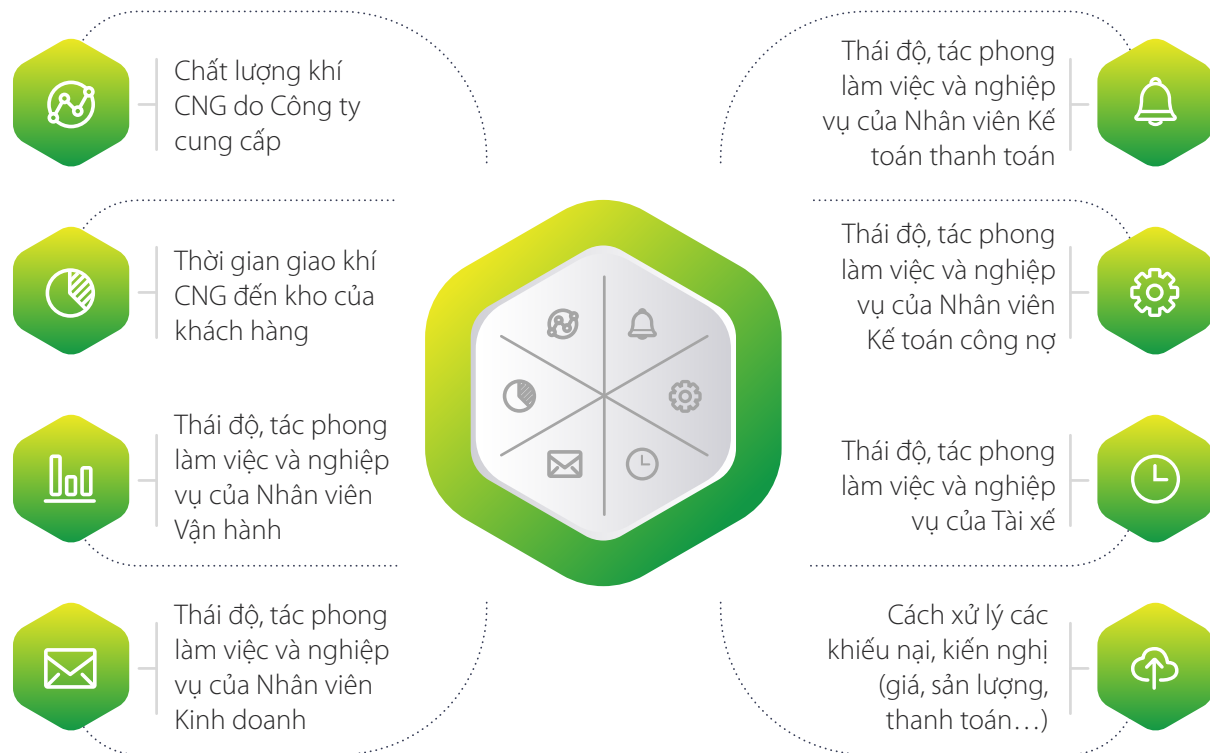 Chất lượng khí
CNG do Công ty
cung cấp
Thời gian giao khí
CNG đến kho của
khách hàng
Thái độ, tác phong
làm việc và nghiệp
vụ của Nhân viên
Vận hành
Thái độ, tác phong
làm việc và nghiệp
vụ của Nhân viên
Kinh doanh
Thái độ, tác phong
làm việc và nghiệp
vụ của Nhân viên Kế
toán thanh toán
Thái độ, tác phong
làm việc và nghiệp
vụ của Nhân viên
Kế toán công nợ
Thái độ, tác phong
làm việc và nghiệp
vụ của Tài xế
Cách xử lý các
khiếu nại, kiến nghị
(giá, sản lượng,
thanh toán…)